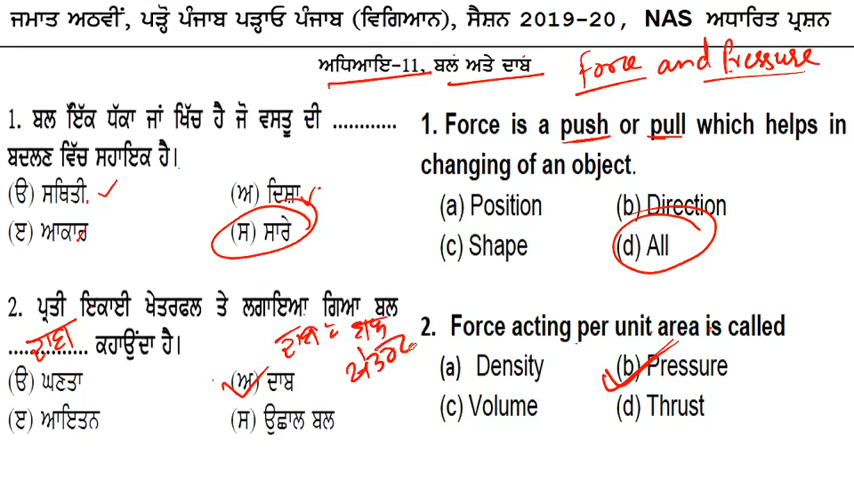 ਜਮਾਤ ਅਠਵੀਂ, ਪੜ੍ਹੋ ਪੰਜਾਬ ਪੜ੍ਹਾਓ ਪੰਜਾਬ (ਵਿਗਿਆਨ), ਸੈਸ਼ਨ 2019-20, NAS ਅਧਾਰਿਤ ਪ੍ਰਸ਼ਨ
ਅਧਿਆਇ-11, ਬਲ ਅਤੇ ਦਾਬ Force and Pressure
1. ਬਲ ਇੱਕ ਧੱਕਾ ਜਾਂ ਖਿੱਚ ਹੈ ਜੋ ਵਸਤੂ ਦੀ ............
ਬਦਲਣ ਵਿੱਚ ਸਹਾਇਕ ਹੈ।
(ੳ) ਸਥਿਤੀ. (ਅ) ਦਿਸ਼ਾ
(ੲ) ਆਕਾਰ (ਸ) ਸਾਰੇ
1. Force is a push or pull which helps in
changing of an object.
(a) Position (b) Direction
(c) Shape (d) All
2. ਪ੍ਰਤੀ ਇਕਾਈ ਖੇਤਰਫਲ ਤੇ ਲਗਾਇਆ ਗਿਆ ਬਲ
............... ਕਹਾਉਂਦਾ ਹੈ।
ਦਾਬ
ਦਾਬ = ਬਲ
(ੳ) ਘਣਤਾ (ਅ) ਦਾਬ
(ੲ) ਆਇਤਨ (ਸ) ਉਛਾਲ ਬਲ
2. Force acting per unit area is called
(a) Density (b) Pressure
(c) Volume (d) Thrust